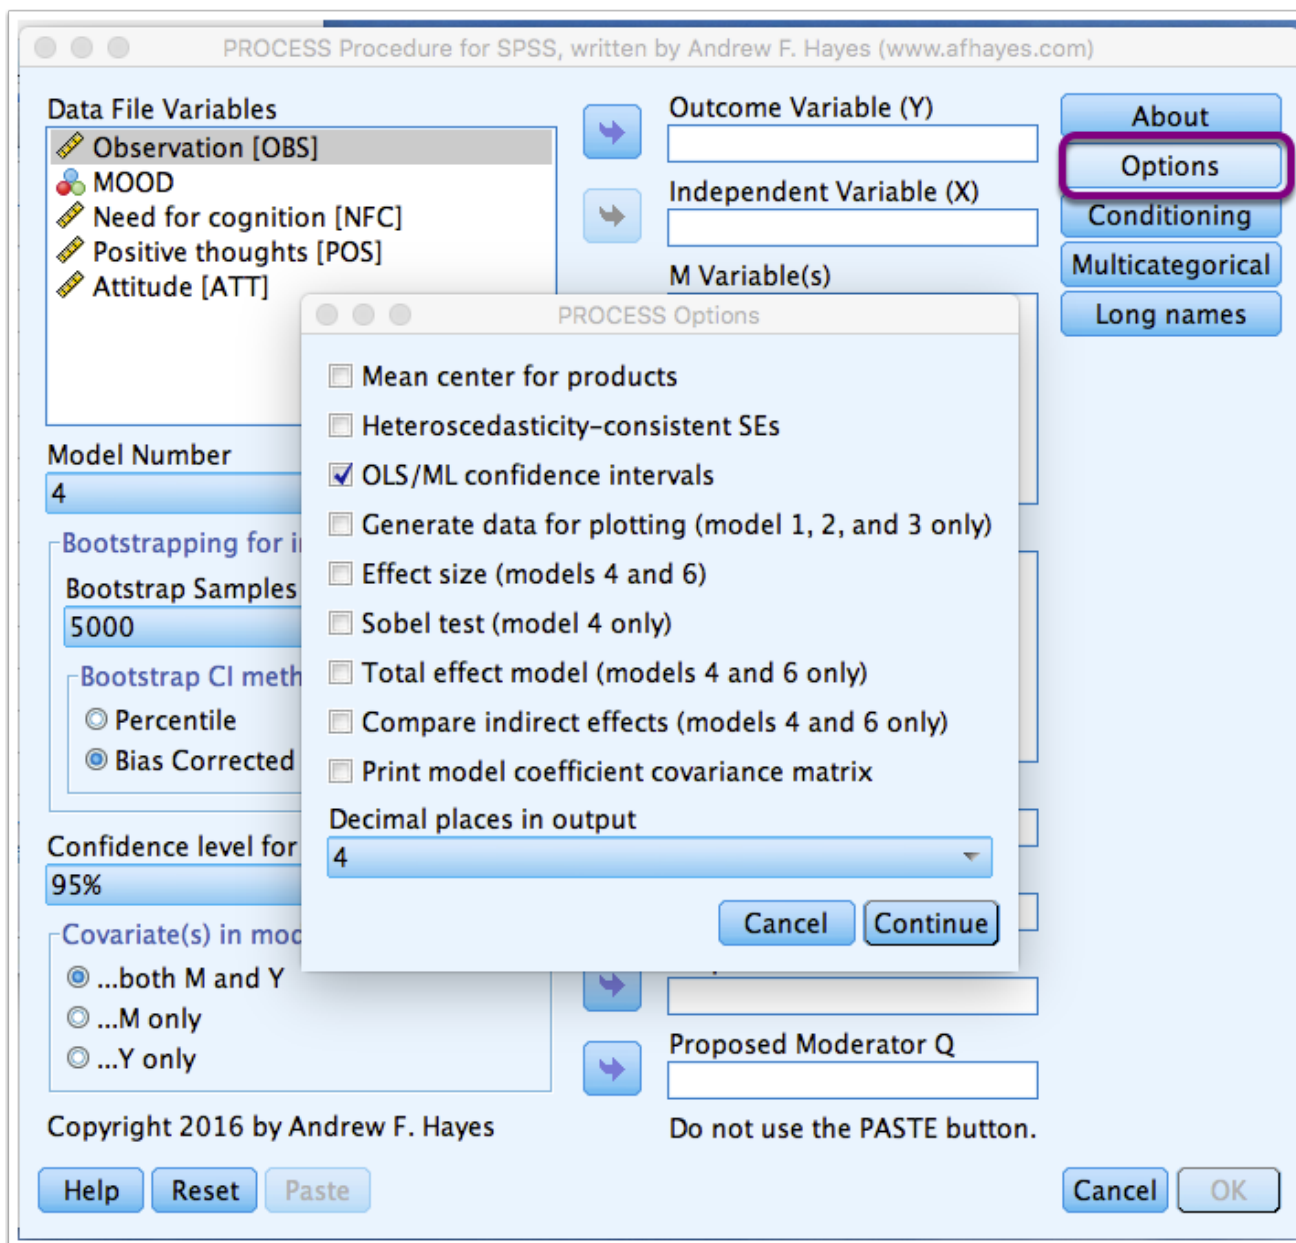 PROCESS Procedure for SPSS, written by Andrew F. Hayes (www.afhayes.com)
Data File Variables
Observation [OBS]
MOOD
Need for cognition [NFC]
Positive thoughts [POS]
Attitude [ATT]
Outcome Variable (Y)
Independent Variable (X)
M Variable(s)
About
Options
Conditioning
Multicategorical
Long names
PROCESS Options
Mean center for products
Heteroscedasticity-consistent SEs
OLS/ML confidence intervals
Generate data for plotting (model 1, 2, and 3 only)
Effect size (models 4 and 6)
Sobel test (model 4 only)
Total effect model (models 4 and 6 only)
Compare indirect effects (models 4 and 6 only)
Print model coefficient covariance matrix
Decimal places in output
4
Cancel
Continue
Model Number
4
Bootstrapping for
Bootstrap Samples
5000
Bootstrap CI meth
Percentile
Bias Corrected
Confidence level for
95%
Covariate(s) in mod
...both M and Y
...M only
...Y only
Proposed Moderator Q
Copyright 2016 by Andrew F. Hayes
Do not use the PASTE button.
Help
Reset
Paste
Cancel
OK